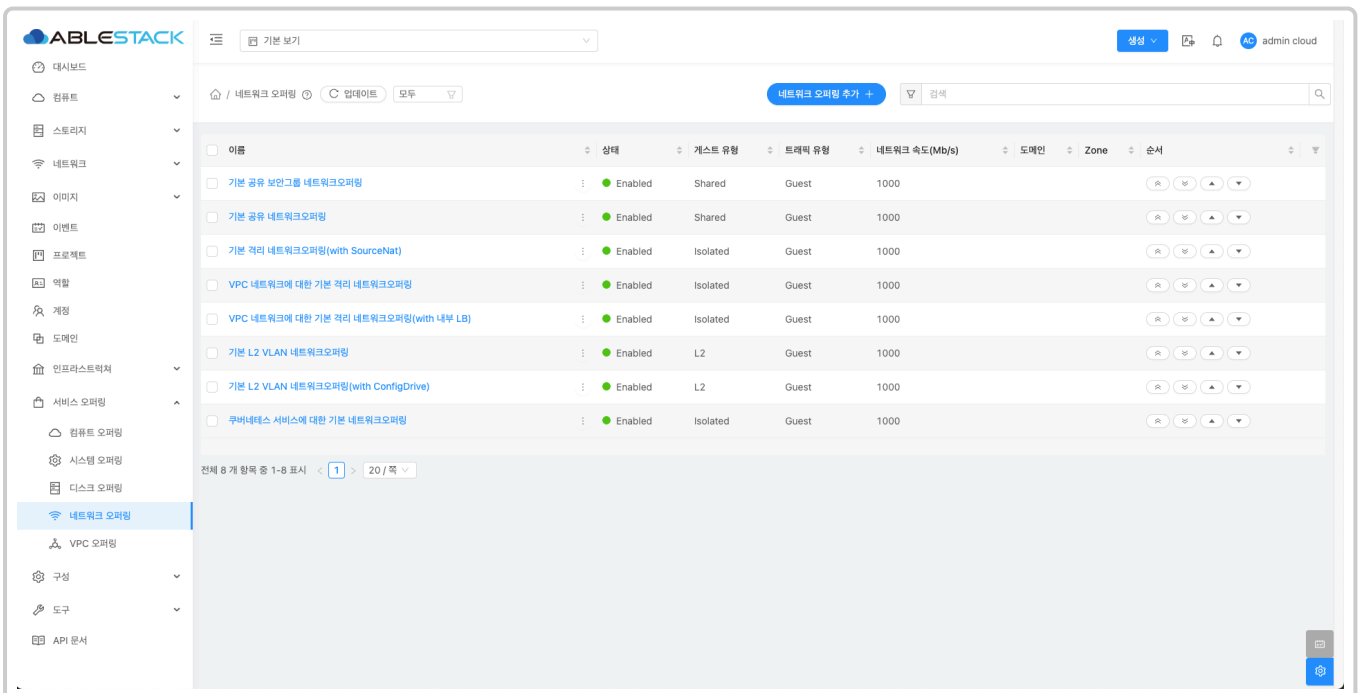 ABLESTACK
기본 보기
생성
AC admin cloud
대시보드
컴퓨트
스토리지
네트워크
이미지
이벤트
프로젝트
역할
계정
도메인
인프라스트럭쳐
서비스 오퍼링
컴퓨트 오퍼링
시스템 오퍼링
디스크 오퍼링
네트워크 오퍼링
VPC 오퍼링
구성
도구
API 문서
/ 네트워크 오퍼링 업데이트 모두
네트워크 오퍼링 추가 +
검색
이름 상태 게스트 유형 트래픽 유형 네트워크 속도(Mb/s) 도메인 Zone 순서
기본 공유 보안그룹 네트워크오퍼링 Enabled Shared Guest 1000
기본 공유 네트워크오퍼링 Enabled Shared Guest 1000
기본 격리 네트워크오퍼링(with SourceNat) Enabled Isolated Guest 1000
VPC 네트워크에 대한 기본 격리 네트워크오퍼링 Enabled Isolated Guest 1000
VPC 네트워크에 대한 기본 격리 네트워크오퍼링(with 내부 LB) Enabled Isolated Guest 1000
기본 L2 VLAN 네트워크오퍼링 Enabled L2 Guest 1000
기본 L2 VLAN 네트워크오퍼링(with ConfigDrive) Enabled L2 Guest 1000
쿠버네테스 서비스에 대한 기본 네트워크오퍼링 Enabled Isolated Guest 1000
전체 8 개 항목 중 1-8 표시 < 1 > 20 / 쪽